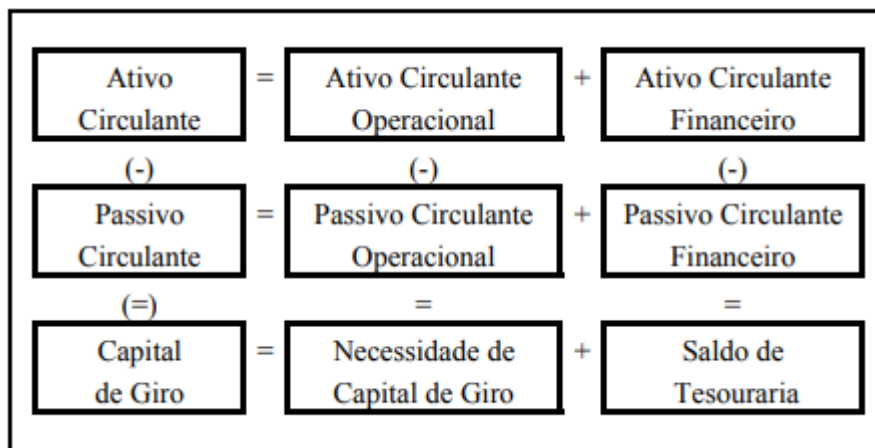 Ativo Circulante = Ativo Circulante Operacional + Ativo Circulante Financeiro
(-) (-) (-)
Passivo Circulante = Passivo Circulante Operacional + Passivo Circulante Financeiro
(=) = =
Capital de Giro = Necessidade de Capital de Giro + Saldo de Tesouraria